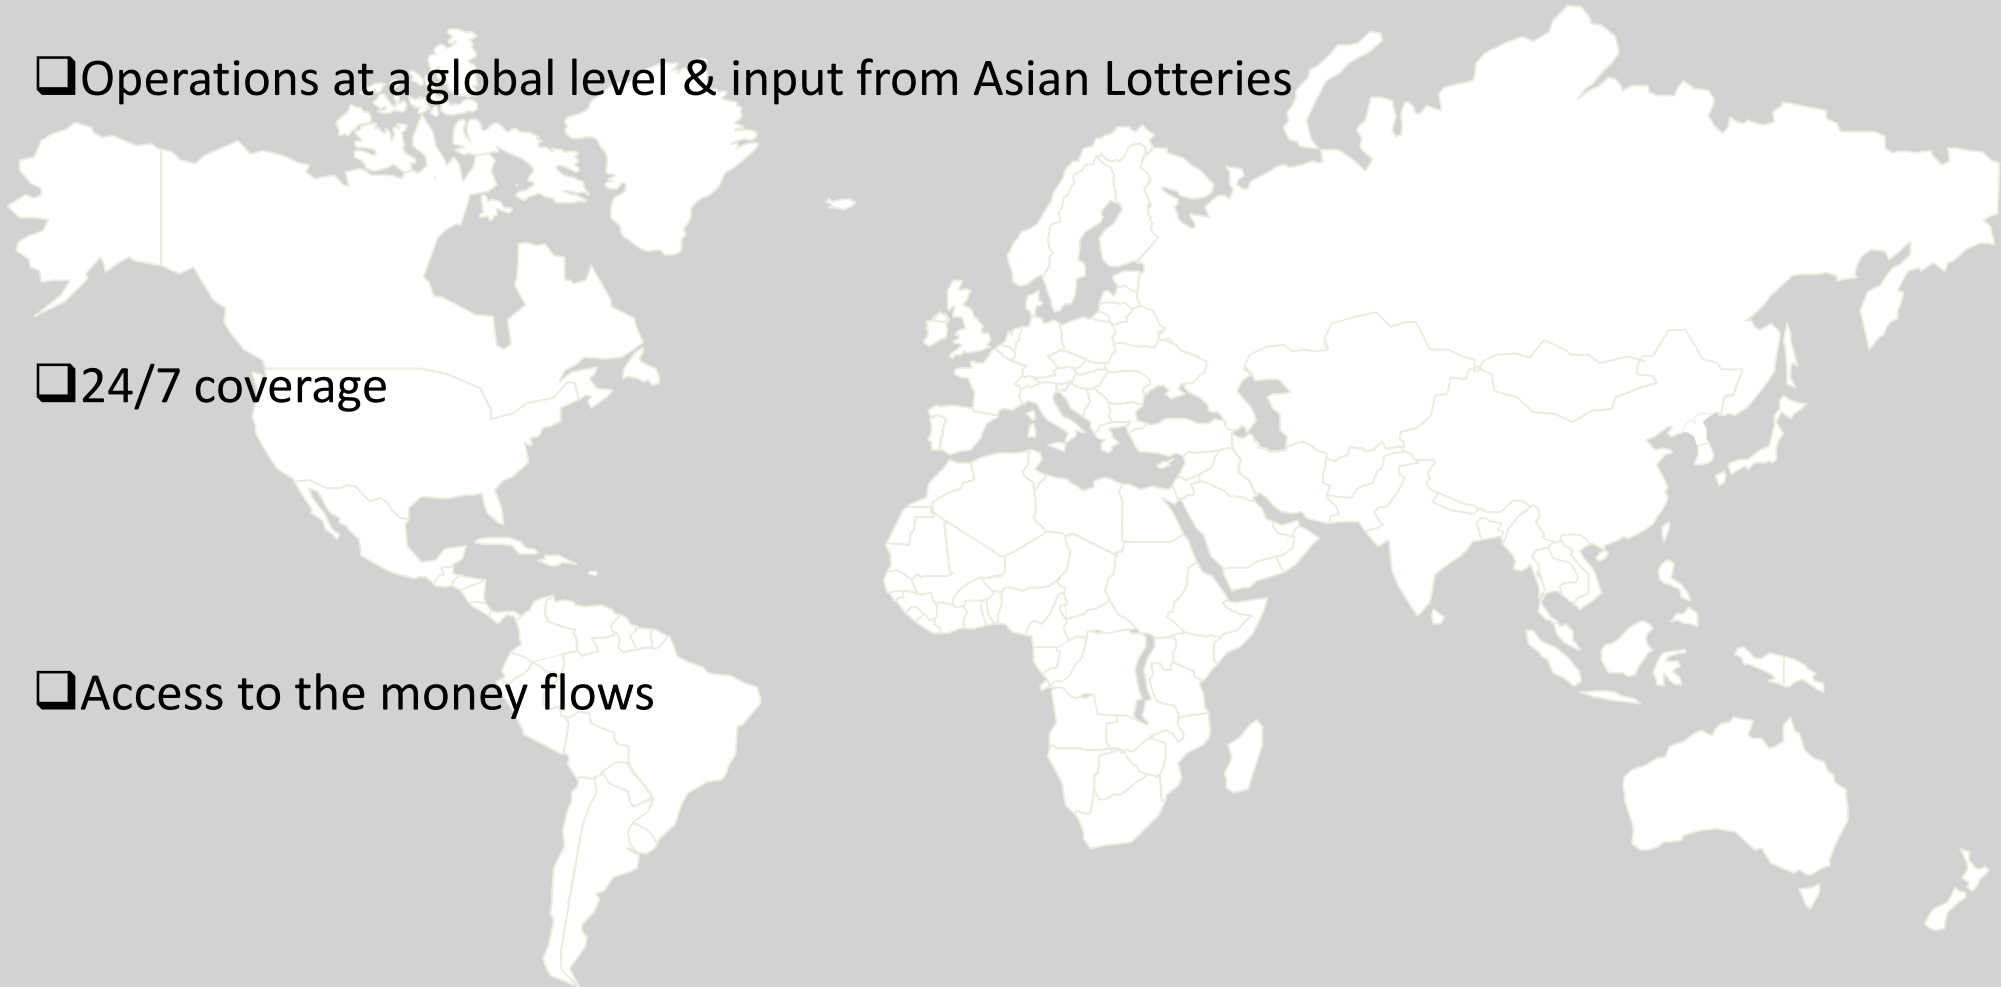 ❑Operations at a global level & input from Asian Lotteries
❑24/7 coverage
❑Access to the money flows